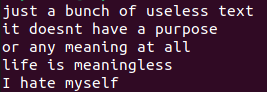 just a bunch of useless text
it doesnt have a purpose
or any meaning at all
life is meaningless
I hate myself